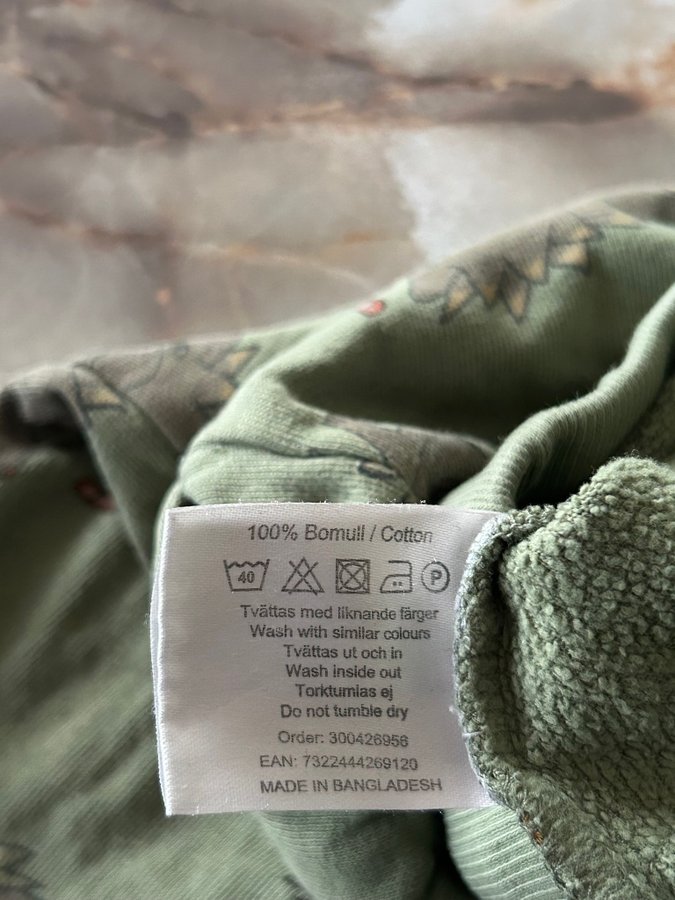 100% Bomull / Cotton
40 P
Tvättas med liknande färger
Wash with similar colours
Tvättas ut och in
Wash inside out
Torktumlas ej
Do not tumble dry
Order: 300426956
EAN: 7322444269120
MADE IN BANGLADESH